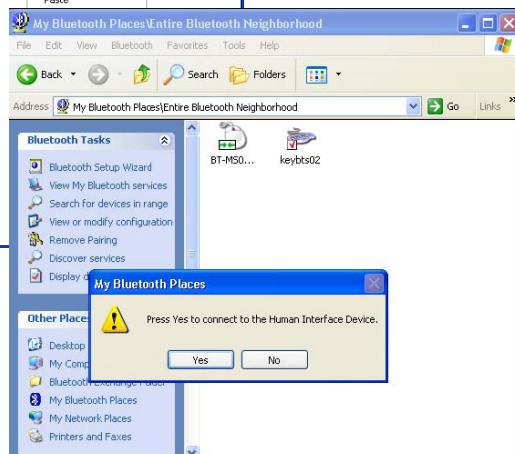 Paste
My Bluetooth Places\Entire Bluetooth Neighborhood
File Edit View Bluetooth Favorites Tools Help
Back Search Folders
Address My Bluetooth Places\Entire Bluetooth Neighborhood Go Links »
Bluetooth Tasks
Bluetooth Setup Wizard
View My Bluetooth services
Search for devices in range
View or modify configuration
Remove Pairing
Discover services
Display d
BT-MS0... keybts02
My Bluetooth Places
Press Yes to connect to the Human Interface Device.
Yes No
Other Place
Desktop
My Comp
Bluetooth Exchange Folder
My Bluetooth Places
My Network Places
Printers and Faxes